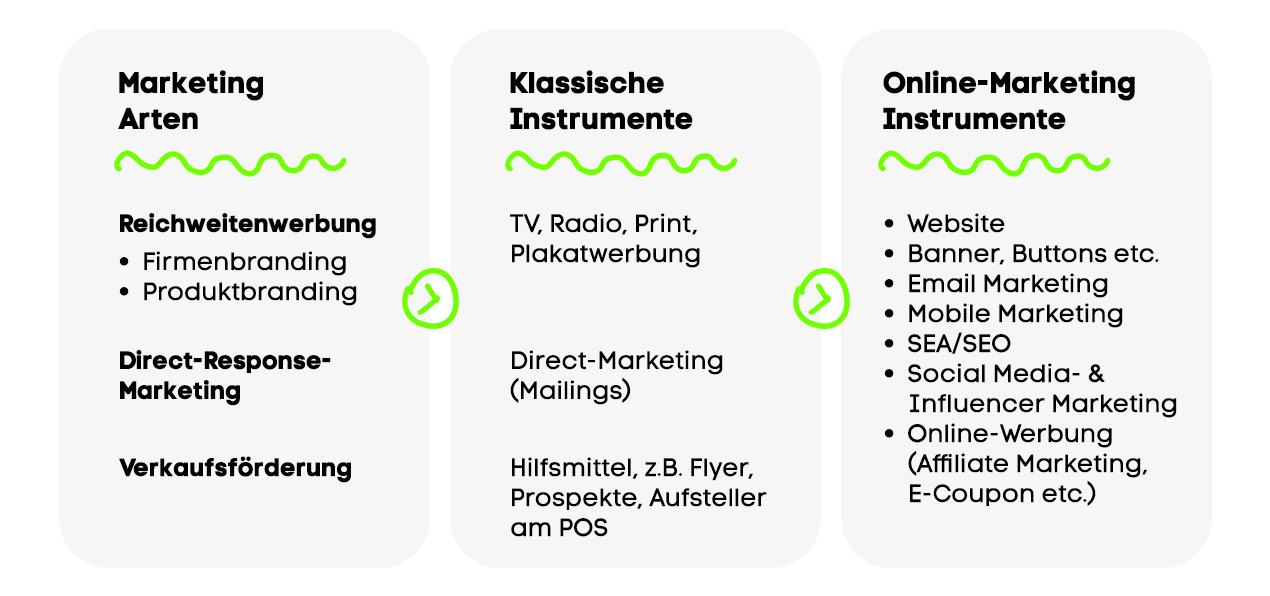 Marketing
Arten
Reichweitenwerbung
• Firmenbranding
• Produktbranding
Direct-Response-
Marketing
Verkaufsförderung
Klassische
Instrumente
TV, Radio, Print,
Plakatwerbung
Direct-Marketing
(Mailings)
Hilfsmittel, z.B. Flyer,
Prospekte, Aufsteller
am POS
Online-Marketing
Instrumente
• Website
• Banner, Buttons etc.
• Email Marketing
• Mobile Marketing
• SEA/SEO
• Social Media- &
Influencer Marketing
• Online-Werbung
(Affiliate Marketing,
E-Coupon etc.)